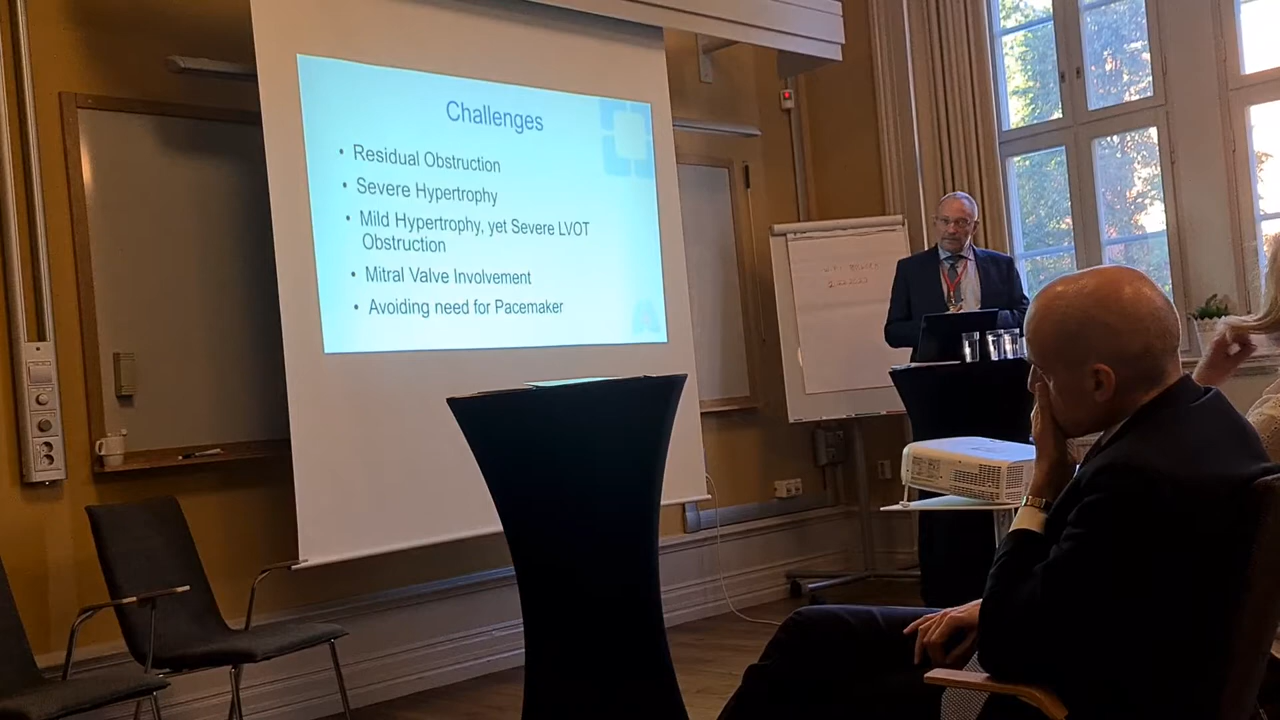 Challenges
• Residual Obstruction
• Severe Hypertrophy
• Mild Hypertrophy, yet Severe LVOT
Obstruction
• Mitral Valve Involvement
• Avoiding need for Pacemaker